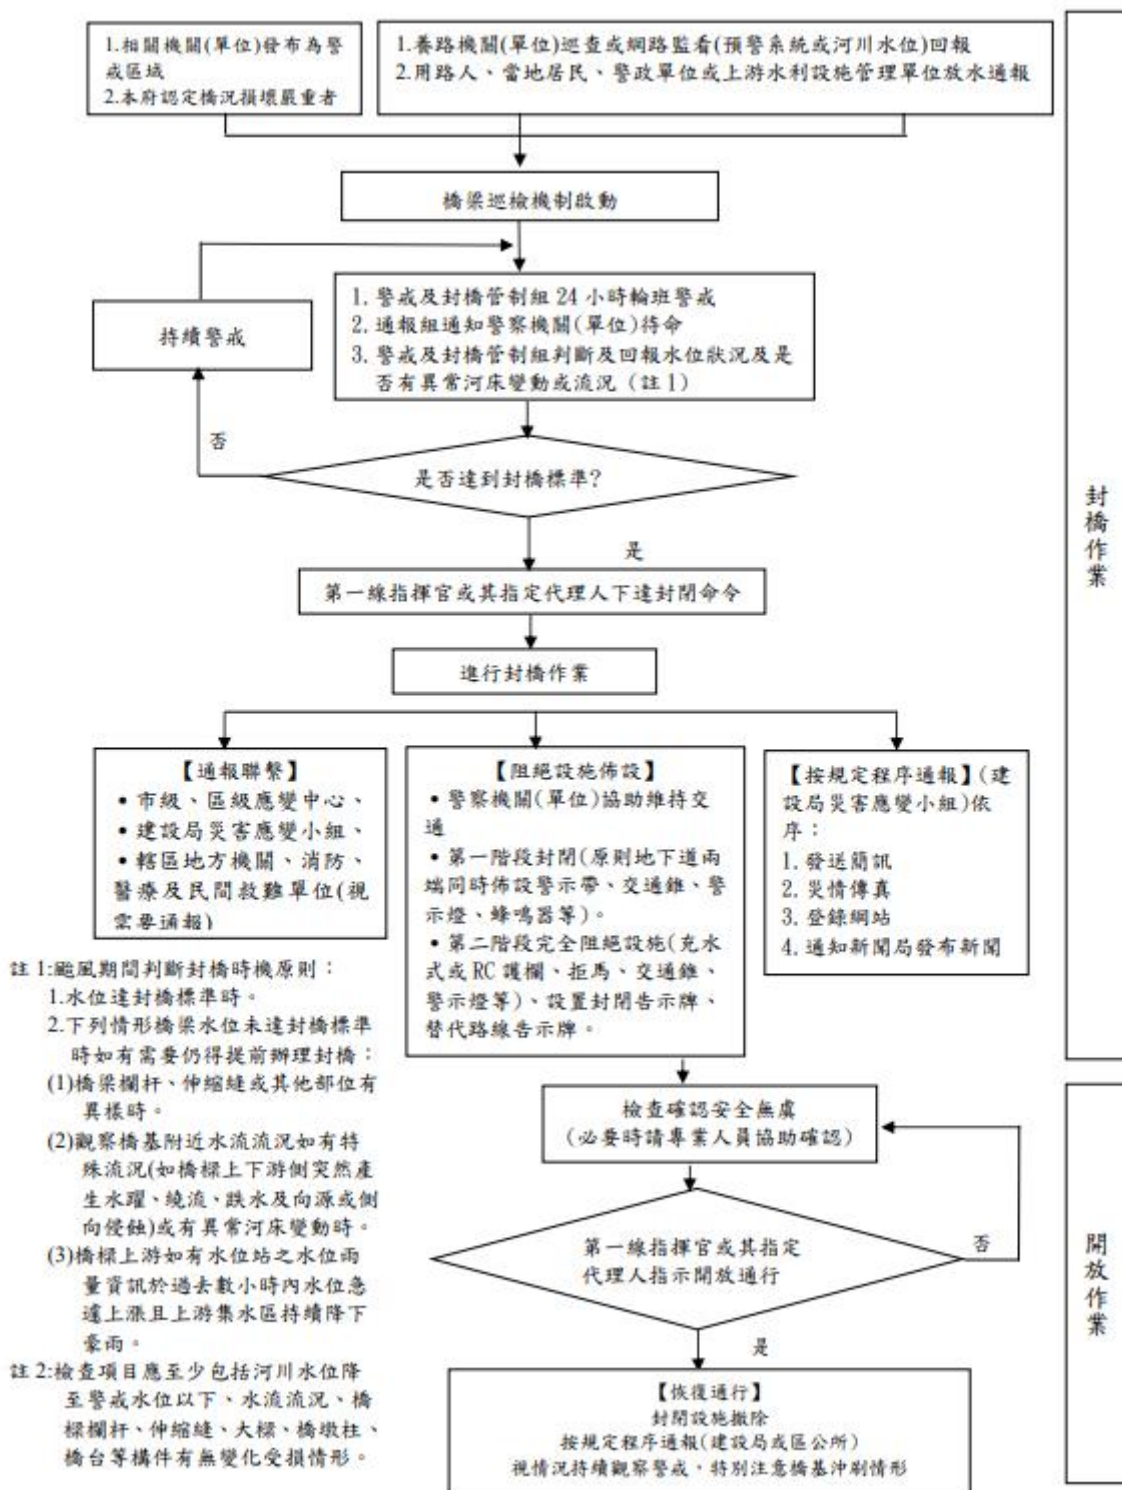 1.相關機關(單位)發布為警
戒區域
2.本府認定橋況損壞嚴重者
1.養路機關(單位)巡查或網路監看(預警系統或河川水位)回報
2.用路人、當地居民、警政單位或上游水利設施管理單位放水通報
橋梁巡檢機制啟動
持續警戒
1. 警戒及封橋管制組 24 小時輪班警戒
2. 通報組通知警察機關(單位)待命
3. 警戒及封橋管制組判斷及回報水位狀況及是
否有異常河床變動或流況 (註 1)
否
是否達到封橋標準?
是
第一線指揮官或其指定代理人下達封閉命令
進行封橋作業
【通報聯繫】
• 市級、區級應變中心、
• 建設局災害應變小組、
• 轄區地方機關、消防、
醫療及民間救難單位(視
需要通報)
【阻絕設施佈設】
• 警察機關(單位)協助維持交
通
• 第一階段封閉(原則地下道兩
端同時佈設警示帶、交通錐、警
示燈、蜂鳴器等)。
• 第二階段完全阻絕設施(充水
式或 RC 護欄、拒馬、交通錐、
警示燈等)、設置封閉告示牌、
替代路線告示牌。
【按規定程序通報】(建
設局災害應變小組)依
序:
1. 發送簡訊
2. 災情傳真
3. 登錄網站
4. 通知新聞局發布新聞
封橋作業
註 1:颱風期間判斷封橋時機原則:
1.水位達封橋標準時。
2.下列情形橋梁水位未達封橋標準
時如有需要仍得提前辦理封橋:
(1)橋梁欄杆、伸縮縫或其他部位有
異樣時。
(2)觀察橋基附近水流流況如有特
殊流況(如橋樑上下游側突然產
生水躍、繞流、跌水及向源或側
向侵蝕)或有異常河床變動時。
(3)橋樑上游如有水位站之水位雨
量資訊於過去數小時內水位急
遽上漲且上游集水區持續降下
豪雨。
註 2:檢查項目應至少包括河川水位降
至警戒水位以下、水流流況、橋
樑欄杆、伸縮縫、大樑、橋墩柱、
橋台等構件有無變化受損情形。
檢查確認安全無虞
(必要時請專業人員協助確認)
第一線指揮官或其指定
代理人指示開放通行
否
是
【恢復通行】
封閉設施撤除
按規定程序通報(建設局或區公所)
視情況持續觀察警戒,特別注意橋基沖刷情形
開放作業